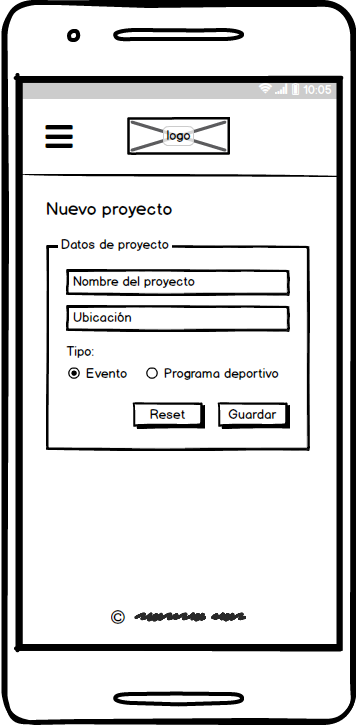 10:05
logo
Nuevo proyecto
Datos de proyecto
Nombre del proyecto
Ubicación
Tipo:
Evento Programa deportivo
Reset Guardar
©